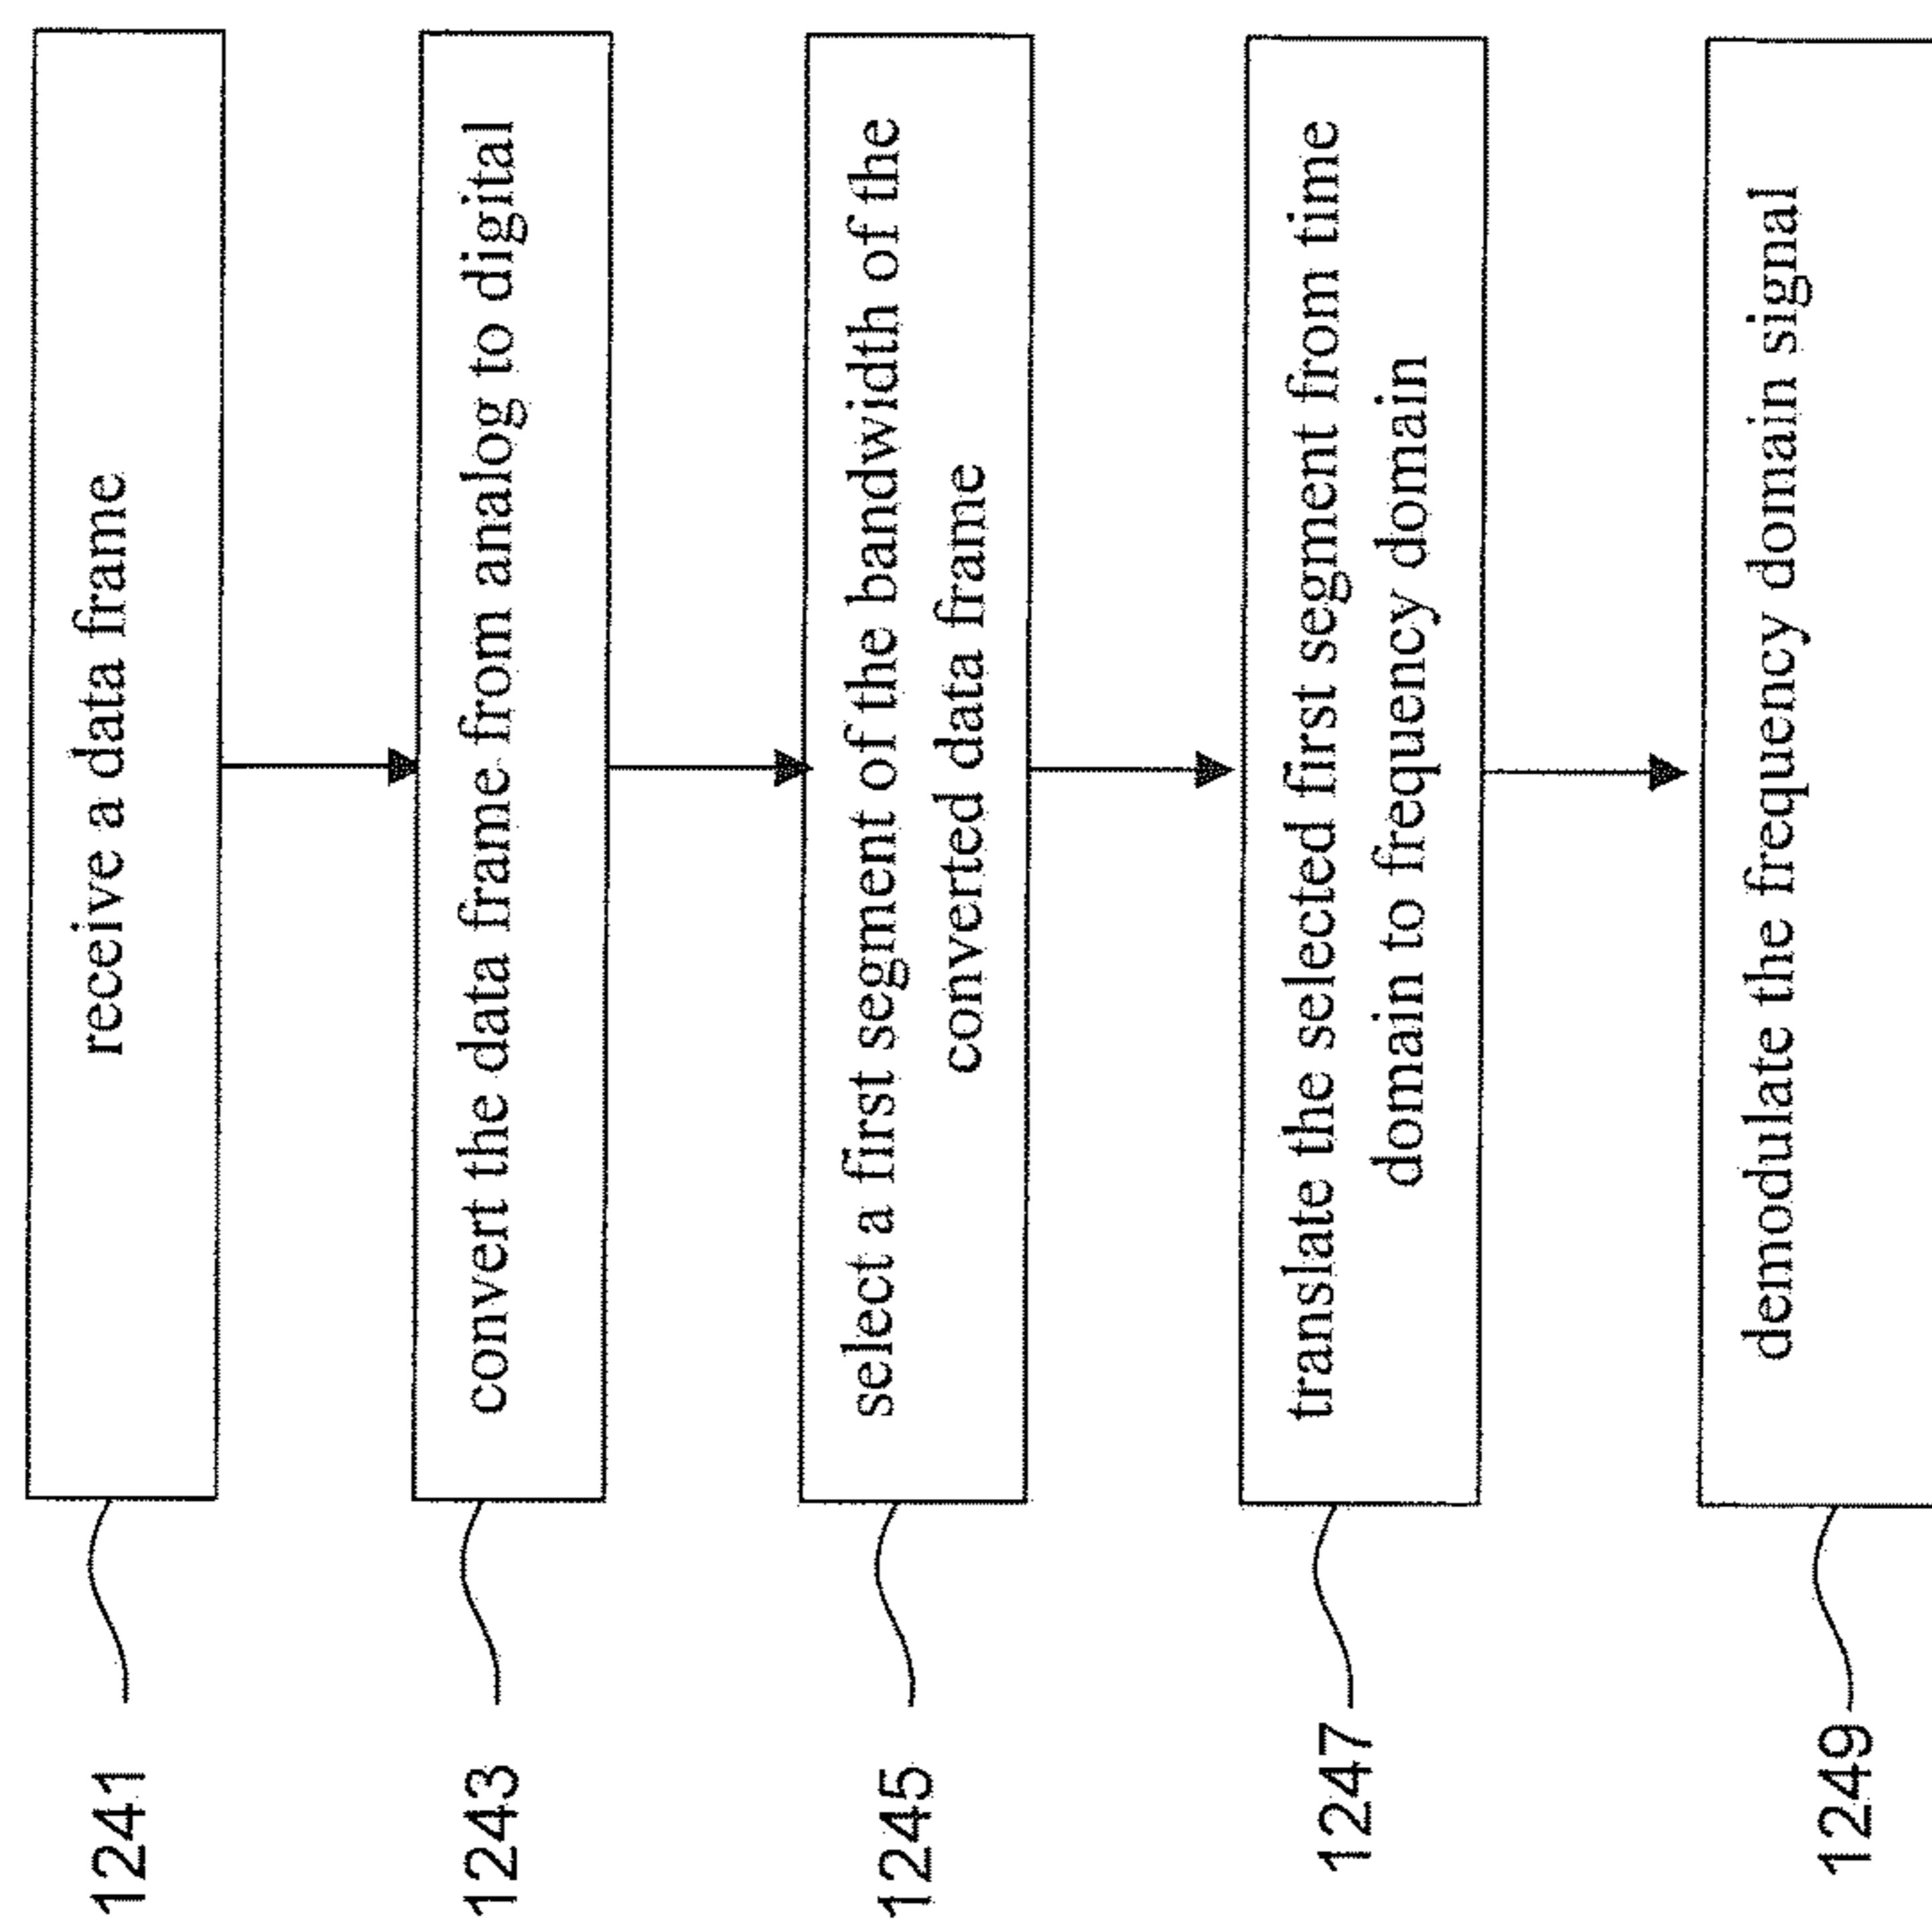 1241
receive a data frame
1243
convert the data frame from analog to digital
1245
select a first segment of the bandwidth of the
converted data frame
1247
translate the selected first segment from time
domain to frequency domain
1249
demodulate the frequency domain signal